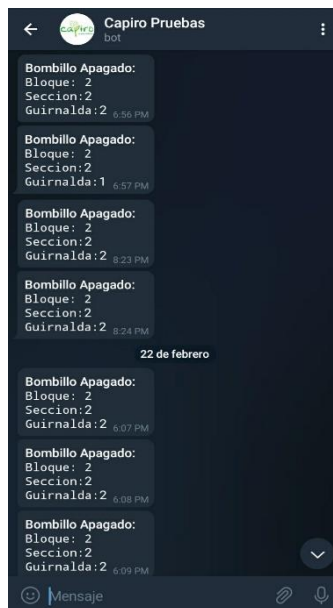 capiro
Capiro Pruebas
bot
Bombillo Apagado:
Bloque: 2
Seccion:2
Guirnalda:2 6:56 PM
Bombillo Apagado:
Bloque: 2
Seccion:2
Guirnalda:1 6:57 PM
Bombillo Apagado:
Bloque: 2
Seccion:2
Guirnalda:2 8:23 PM
Bombillo Apagado:
Bloque: 2
Seccion:2
Guirnalda:2 8:24 PM
22 de febrero
Bombillo Apagado:
Bloque: 2
Seccion:2
Guirnalda:2 6:07 PM
Bombillo Apagado:
Bloque: 2
Seccion:2
Guirnalda:2 6:08 PM
Bombillo Apagado:
Bloque: 2
Seccion:2
Guirnalda:2 6:09 PM
Mensaje